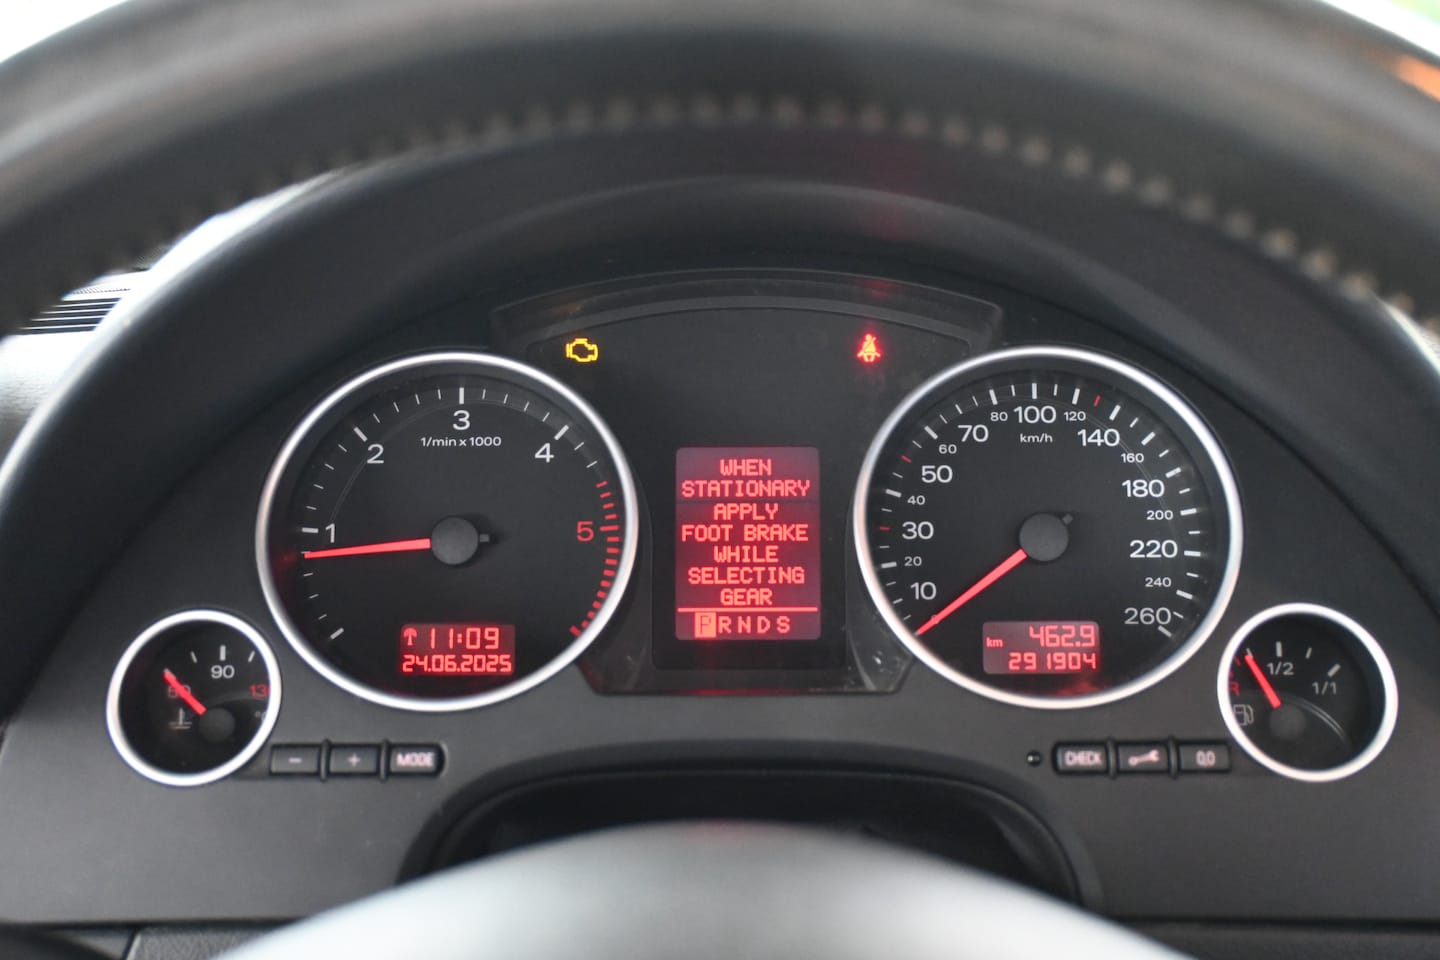 1
2
3
4
5
1/min x 1000
11:09
24.06.2025
WHEN
STATIONARY
APPLY
FOOT BRAKE
WHILE
SELECTING
GEAR
PRNDS
10
20
30
40
50
60
70
80
100
120
140
160
180
200
220
240
260
km/h
km 462.9
291904
90
- + MODE
CHECK 0.0
1/2
1/1
R